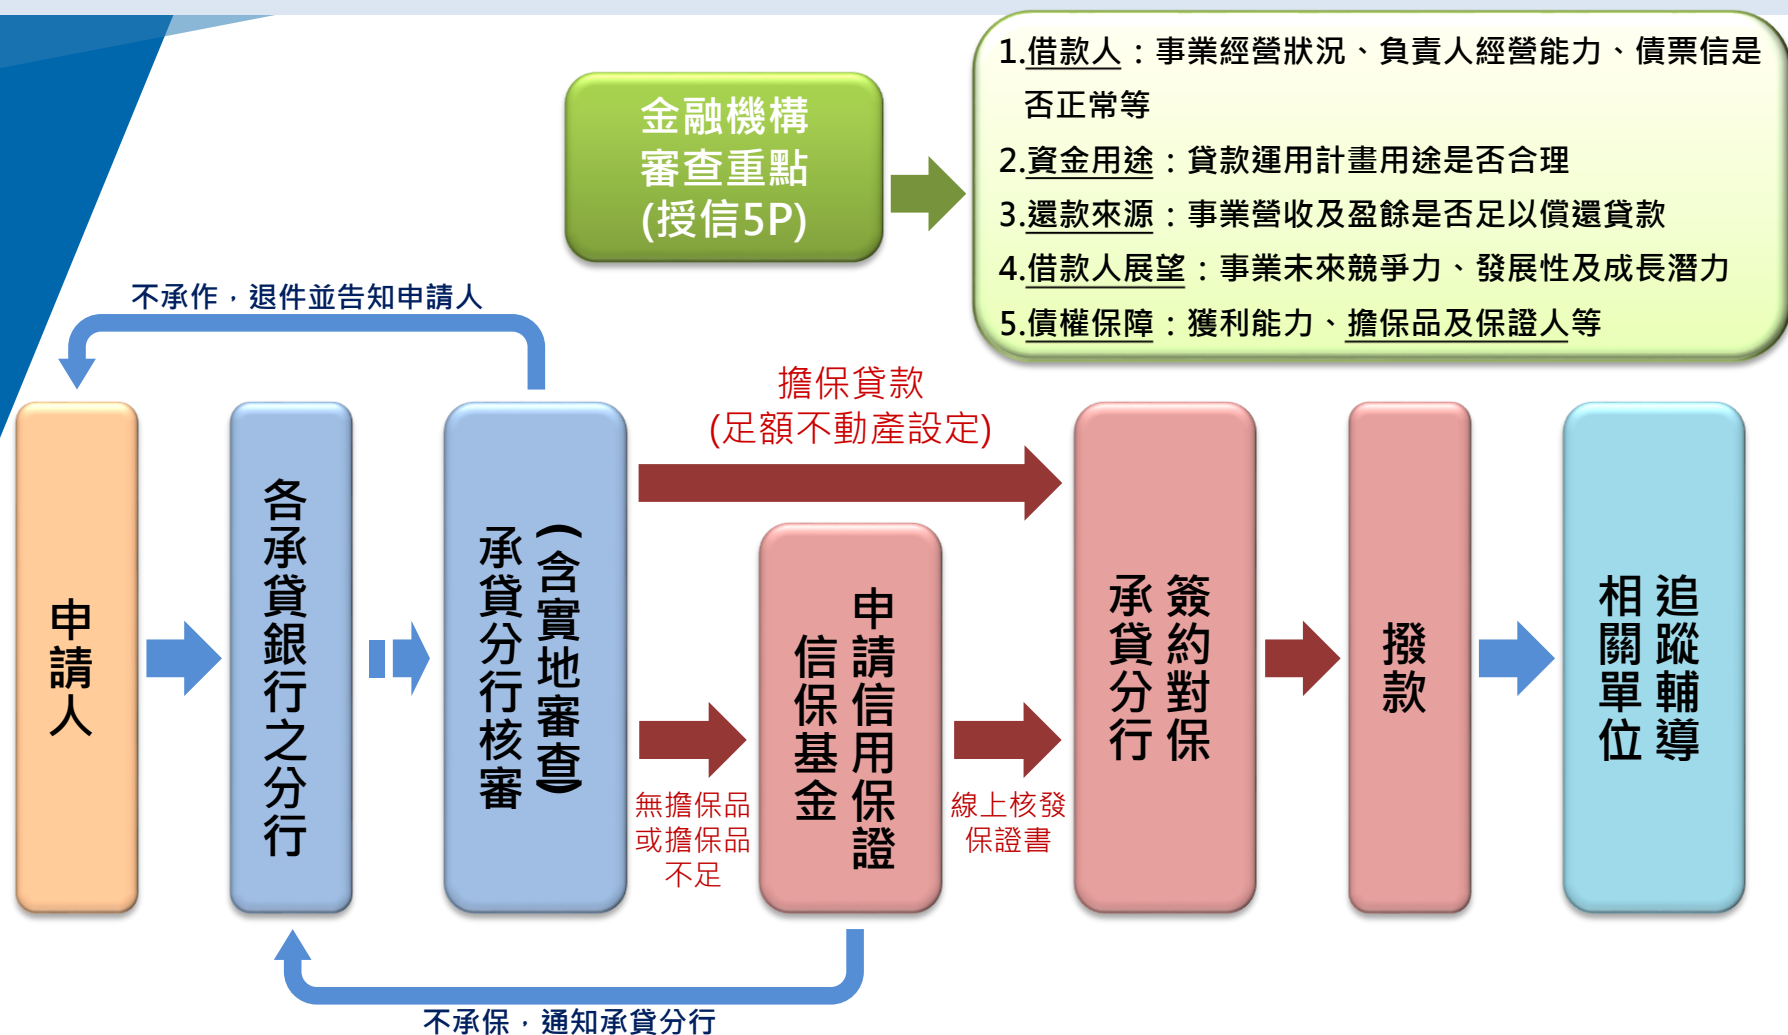 金融機構
審查重點
(授信5P)
1.借款人：事業經營狀況、負責人經營能力、債票信是
否正常等
2.資金用途：貸款運用計畫用途是否合理
3.還款來源：事業營收及盈餘是否足以償還貸款
4.借款人展望：事業未來競爭力、發展性及成長潛力
5.債權保障：獲利能力、擔保品及保證人等
不承作，退件並告知申請人
擔保貸款
(足額不動產設定)
申請人
各承貸銀行之分行
承貸分行核審
(含實地審查)
無擔保品
或擔保品
不足
信保基金
申請信用保證
線上核發
保證書
承貸分行
簽約對保
撥款
相關單位
追蹤輔導
不承保，通知承貸分行